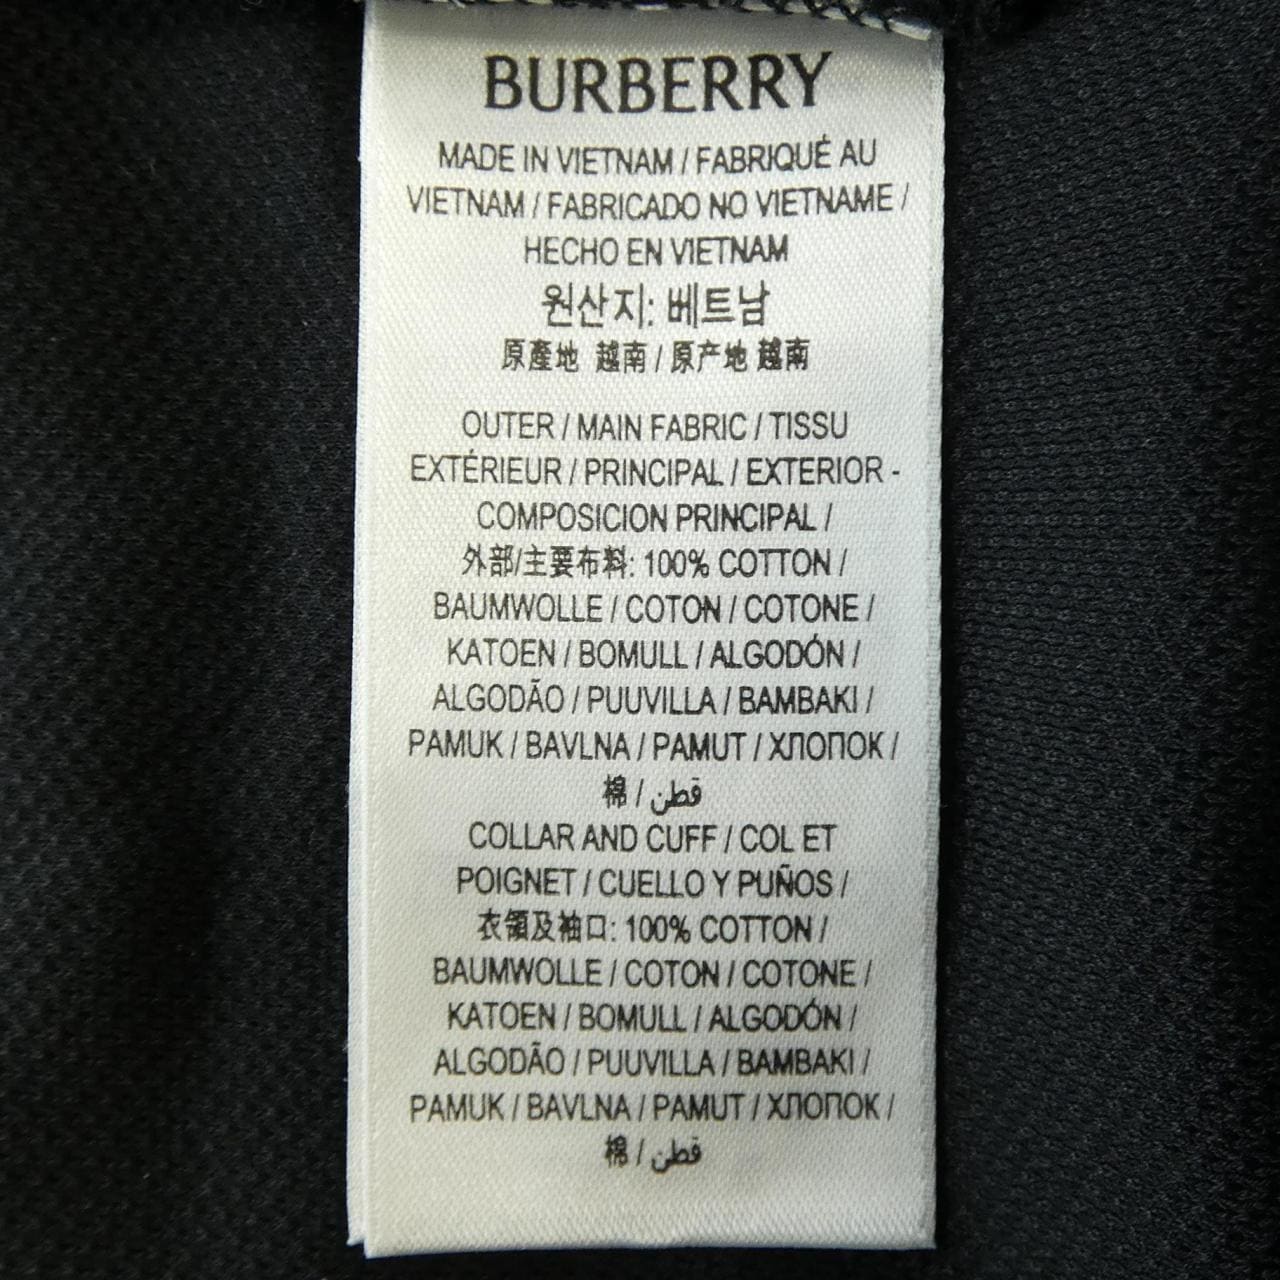 BURBERRY
MADE IN VIETNAM / FABRIQUÉ AU
VIETNAM / FABRICADO NO VIETNAME /
HECHO EN VIETNAM
원산지: 베트남
原產地 越南 / 原产地 越南
OUTER / MAIN FABRIC / TISSU
EXTÉRIEUR / PRINCIPAL / EXTERIOR -
COMPOSICION PRINCIPAL /
外部/主要布料: 100% COTTON /
BAUMWOLLE / COTON / COTONE /
KATOEN / BOMULL / ALGODÓN /
ALGODÃO / PUUVILLA / BAMBAKI /
PAMUK / BAVLNA / PAMUT / ХЛОПОК /
棉 / قطن
COLLAR AND CUFF / COL ET
POIGNET / CUELLO Y PUÑOS /
衣領及袖口: 100% COTTON /
BAUMWOLLE / COTON / COTONE /
KATOEN / BOMULL / ALGODÓN /
ALGODÃO / PUUVILLA / BAMBAKI /
PAMUK / BAVLNA / PAMUT / ХЛОПОК /
棉 / قطن